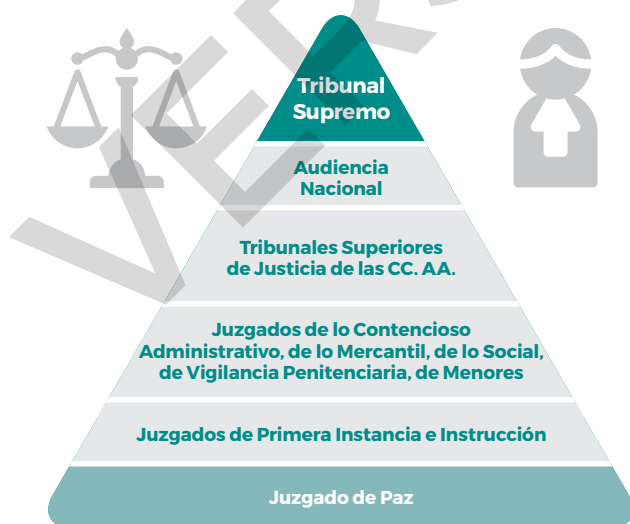 Tribunal
Supremo
Audiencia
Nacional
Tribunales Superiores
de Justicia de las CC. AA.
Juzgados de lo Contencioso
Administrativo, de lo Mercantil, de lo Social,
de Vigilancia Penitenciaria, de Menores
Juzgados de Primera Instancia e Instrucción
Juzgado de Paz